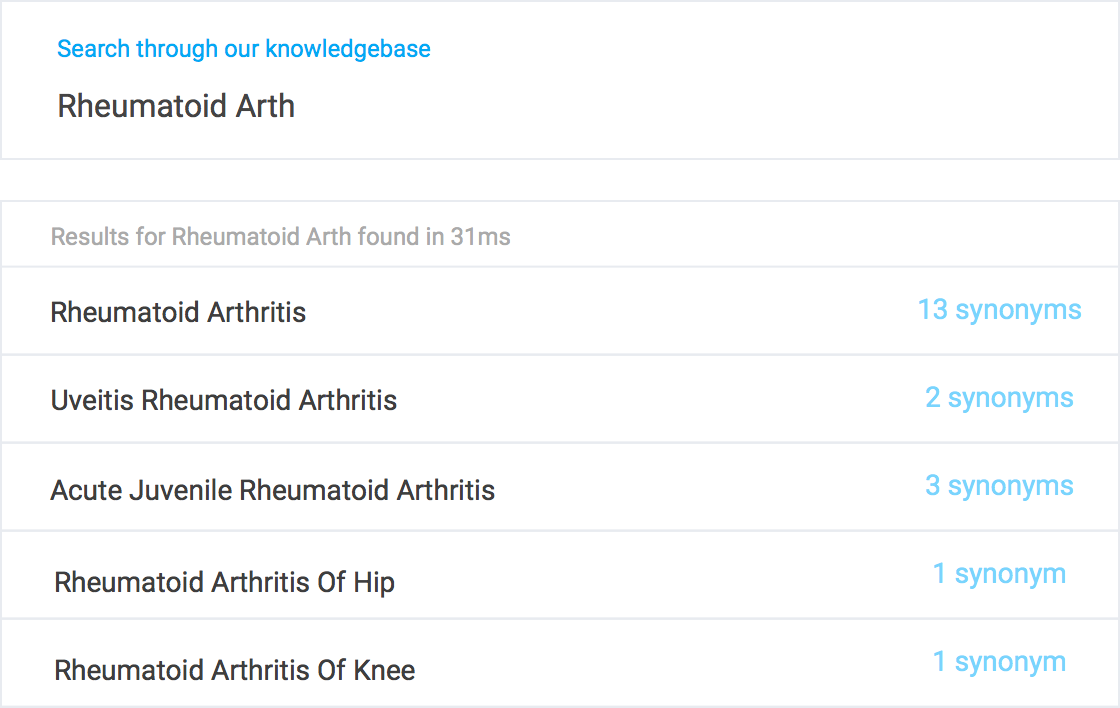 Search through our knowledgebase
Rheumatoid Arth
Results for Rheumatoid Arth found in 31ms
Rheumatoid Arthritis 13 synonyms
Uveitis Rheumatoid Arthritis 2 synonyms
Acute Juvenile Rheumatoid Arthritis 3 synonyms
Rheumatoid Arthritis Of Hip 1 synonym
Rheumatoid Arthritis Of Knee 1 synonym